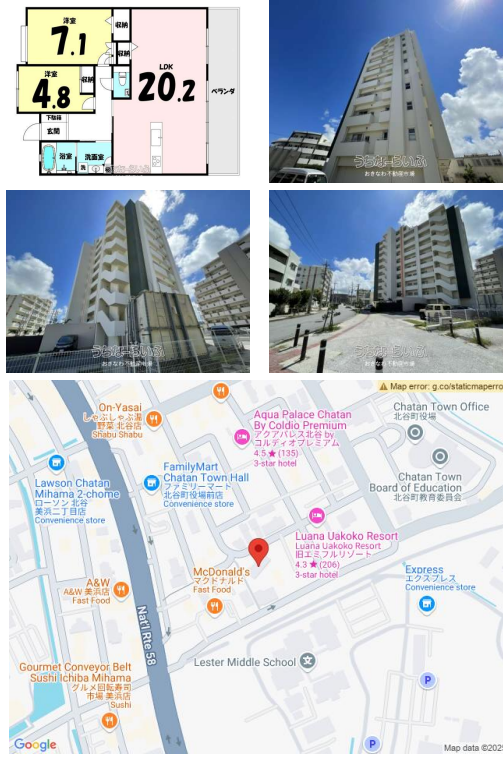 洋室
7.1
収納
収納
洋室
4.8
収納
LDK
20.2
ベランダ
下駄箱
玄関
浴室
洗面室
洗
うちなーらいふ
おきなわ不動産市場
うちなーらいふ
おきなわ不動産市場
うちなーらいふ
おきなわ不動産市場
Map error: g.co/staticmaperro
On-Yasai
しゃぶしゃぶ温
野菜 北谷店
Shabu Shabu
Aqua Palace Chatan
By Coldio Premium
アクアパレス北谷 by
コルディオプレミアム
4.5★(135)
3-star hotel
Chatan Town Office
北谷町役場
Lawson Chatan
Mihama 2-chome
ローソン 北谷
美浜二丁目店
Convenience store
FamilyMart
Chatan Town Hall
ファミリーマート
北谷町役場前店
Convenience store
Chatan Town
Board of Education
北谷町教育委員会
Luana Uakoko Resort
Luana Uakoko Resort
旧エミフルリゾート
4.3★(206)
3-star hotel
McDonald's
マクドナルド
Fast Food
A&W
A&W 美浜店
Fast Food
Express
エクスプレス
Convenience store
Nat'l Rte 58
Lester Middle School
Gourmet Conveyor Belt
Sushi Ichiba Mihama
グルメ回転寿司
市場 美浜店
Sushi
P
P
Google
Map data ©2025